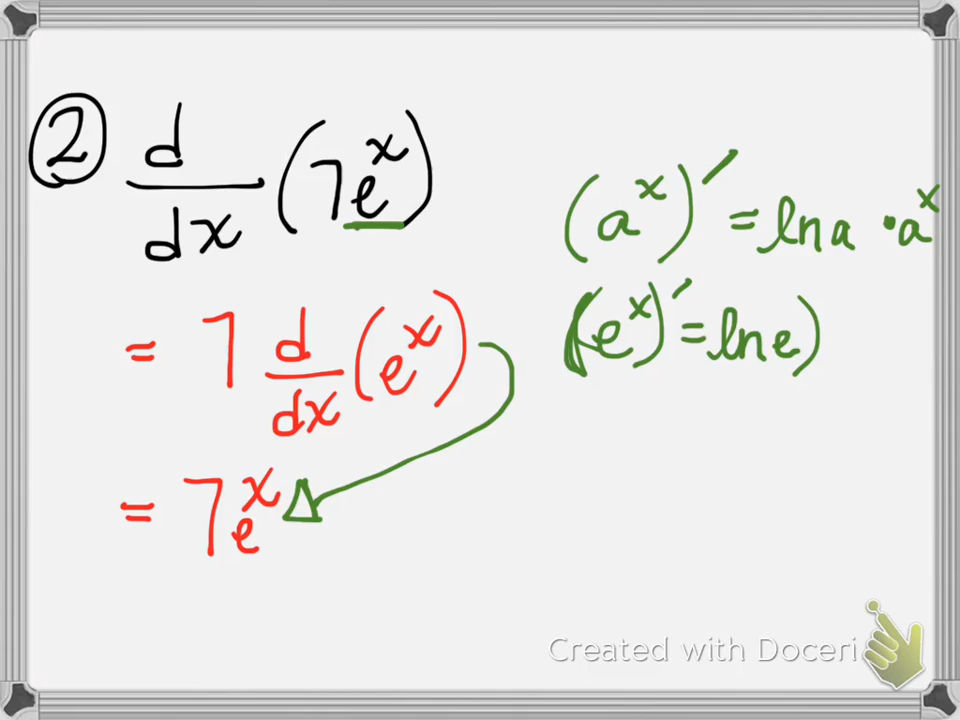 ② d/dx (7e^x)
= 7 d/dx (e^x)
= 7e^x
(a^x)′ = ln a · a^x
(e^x)′ = ln e)
Created with Doceri